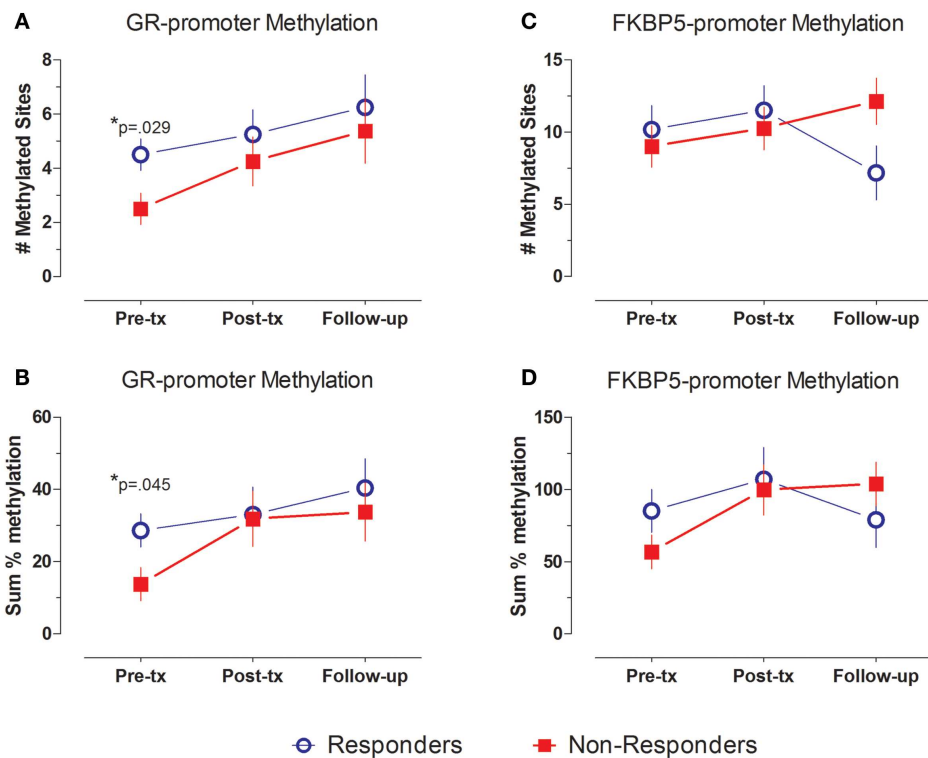 A
GR-promoter Methylation
# Methylated Sites
8
6
4
2
0
*p=.029
Pre-tx Post-tx Follow-up
C
FKBP5-promoter Methylation
# Methylated Sites
15
10
5
0
Pre-tx Post-tx Follow-up
B
GR-promoter Methylation
Sum % methylation
60
40
20
0
*p=.045
Pre-tx Post-tx Follow-up
D
FKBP5-promoter Methylation
Sum % methylation
150
100
50
0
Pre-tx Post-tx Follow-up
Responders Non-Responders